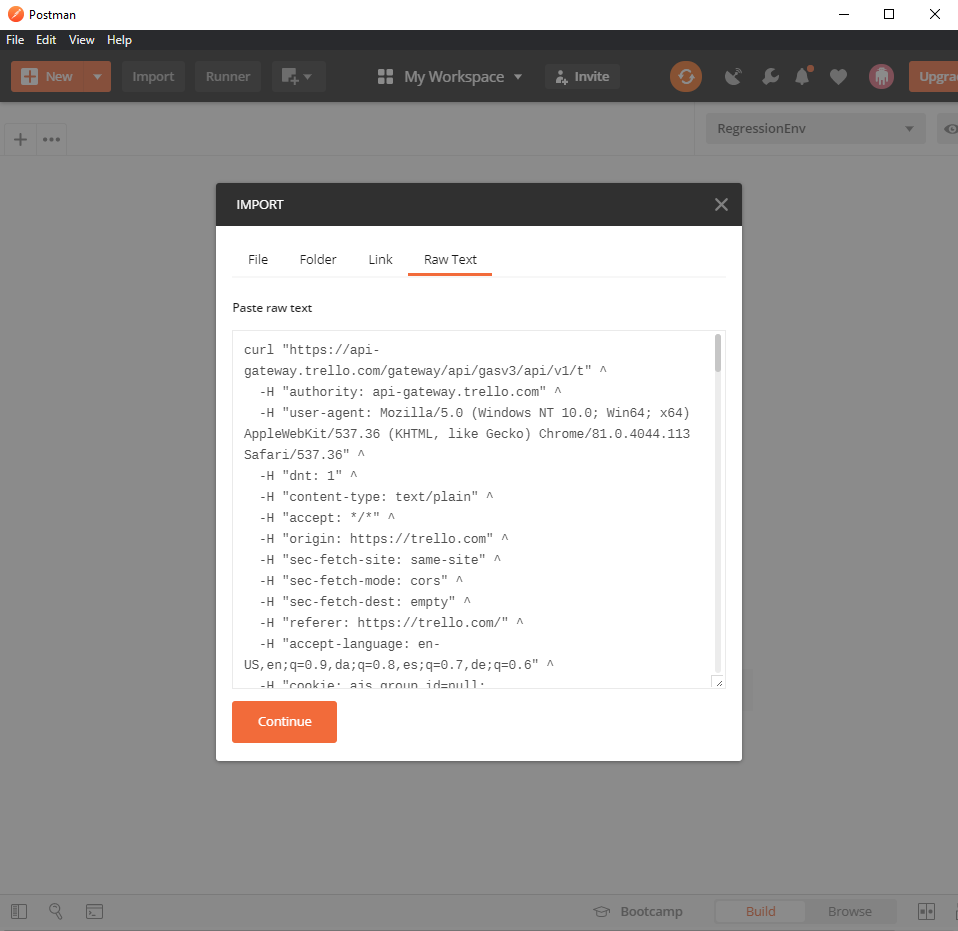 Postman
File Edit View Help
New Import Runner My Workspace Invite Upgra
RegressionEnv
IMPORT
File Folder Link Raw Text
Paste raw text
curl "https://api-
gateway.trello.com/gateway/api/gasv3/api/v1/t" ^
-H "authority: api-gateway.trello.com" ^
-H "user-agent: Mozilla/5.0 (Windows NT 10.0; Win64; x64)
AppleWebKit/537.36 (KHTML, like Gecko) Chrome/81.0.4044.113
Safari/537.36" ^
-H "dnt: 1" ^
-H "content-type: text/plain" ^
-H "accept: */*" ^
-H "origin: https://trello.com" ^
-H "sec-fetch-site: same-site" ^
-H "sec-fetch-mode: cors" ^
-H "sec-fetch-dest: empty" ^
-H "referer: https://trello.com/" ^
-H "accept-language: en-
US,en;q=0.9,da;q=0.8,es;q=0.7,de;q=0.6" ^
-H "cookie: ajs_group_id=null;
Continue
Bootcamp Build Browse